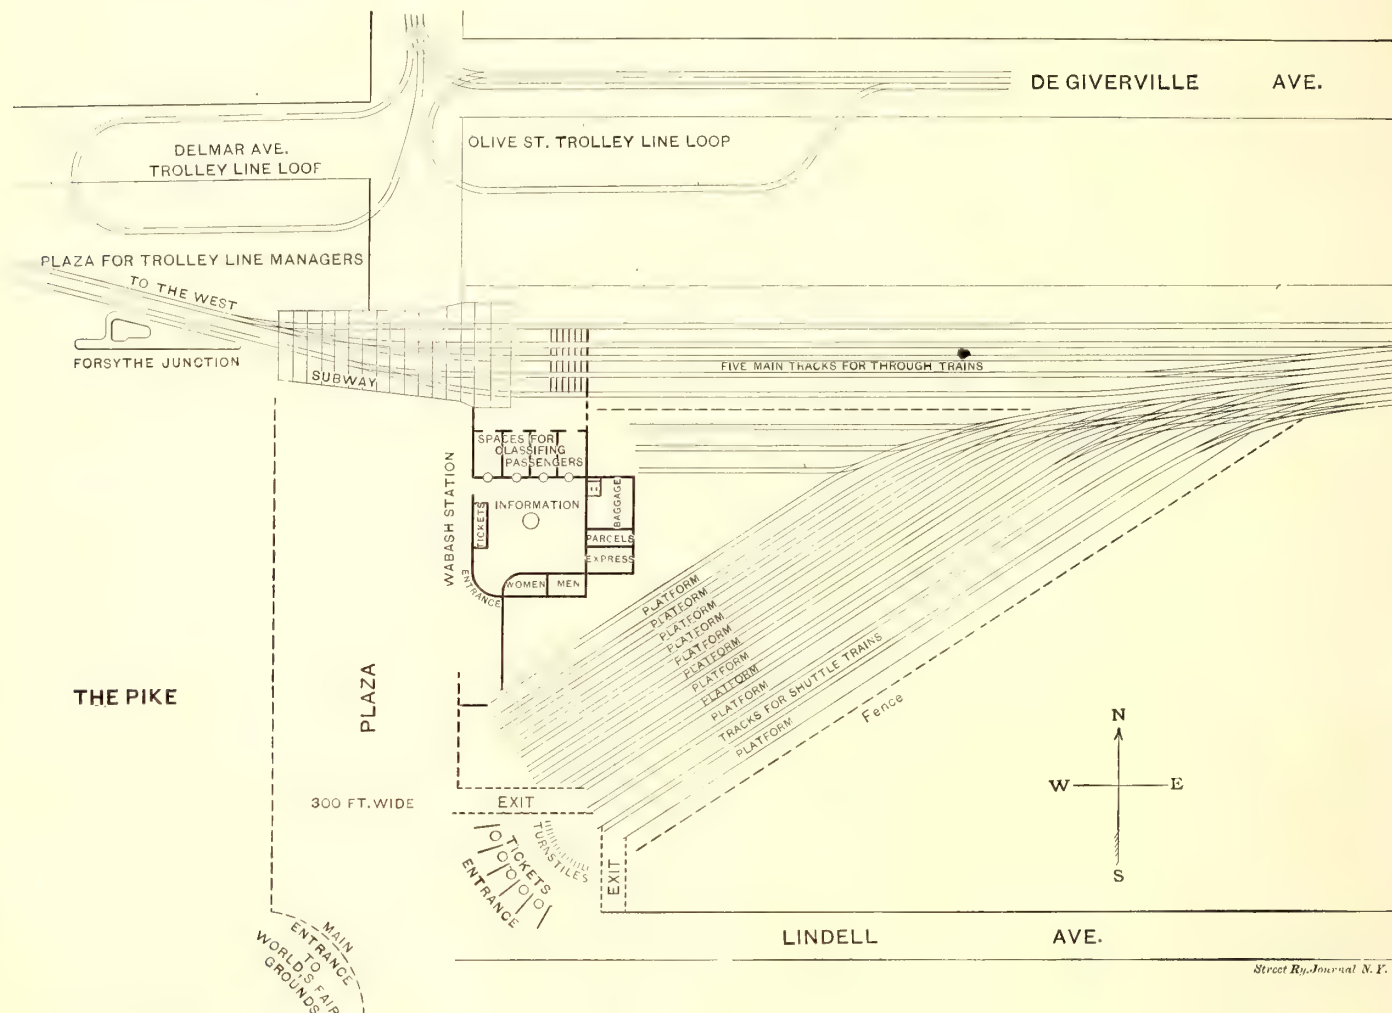 DE GIVERVILLE AVE.
DELMAR AVE.
TROLLEY LINE LOOP
OLIVE ST. TROLLEY LINE LOOP
PLAZA FOR TROLLEY LINE MANAGERS
TO THE WEST
FORSYTHE JUNCTION
SUBWAY
FIVE MAIN TRACKS FOR THROUGH TRAINS
SPACES FOR
CLASSIFING
PASSENGERS
WABASH STATION
TICKETS
INFORMATION
BAGGAGE
PARCELS
EXPRESS
ENTRANCE
WOMEN
MEN
PLATFORM
PLATFORM
PLATFORM
PLATFORM
PLATFORM
PLATFORM
PLATFORM
PLATFORM
PLATFORM
TRACKS FOR SHUTTLE TRAINS
PLATFORM
Fence
THE PIKE
PLAZA
300 FT. WIDE
EXIT
TURNSTILES
TICKETS
ENTRANCE
EXIT
N
W
E
S
MAIN
ENTRANCE
TO
WORLD'S FAIR
GROUNDS
LINDELL AVE.
Street Ry. Journal N. Y.